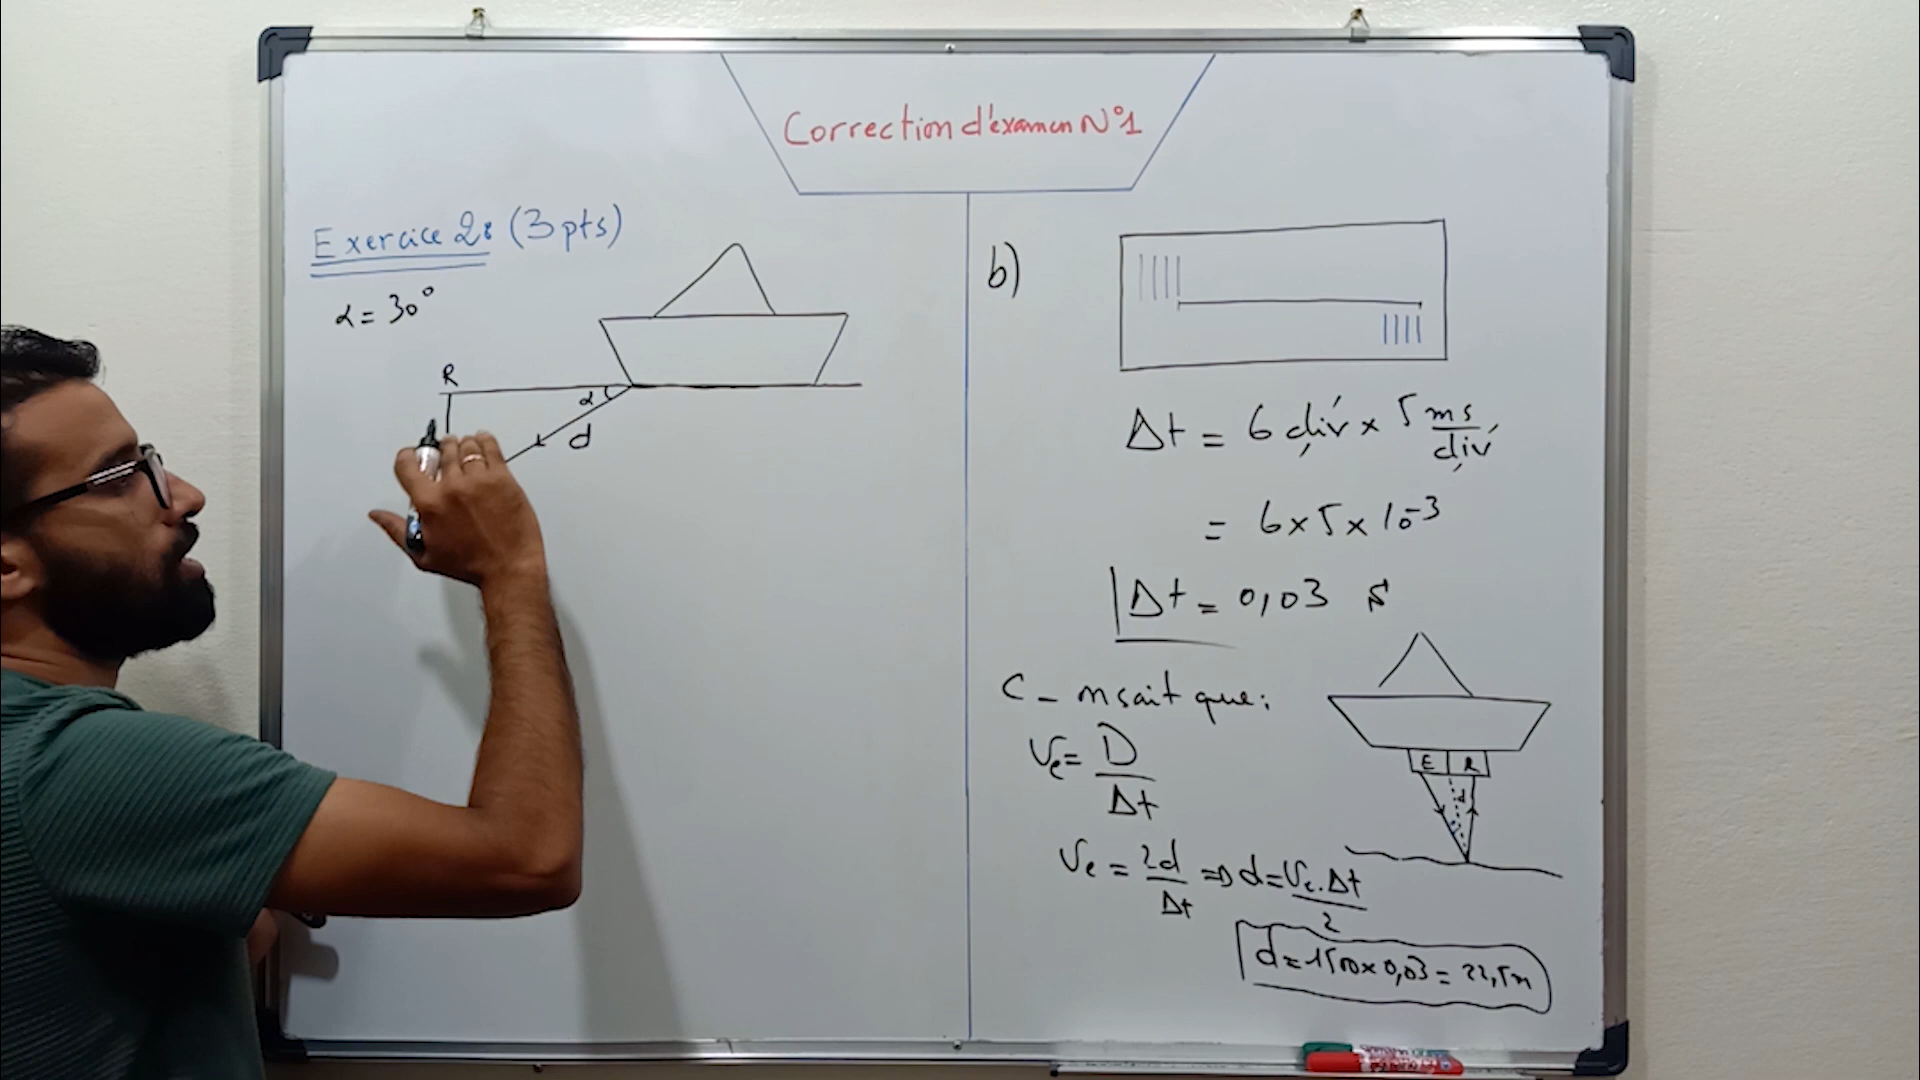 Correction d'examen N°1
Exercice 2: (3pts)
α = 30°
R
α
d
b)
Δt = 6 div × 5 ms/div
= 6×5×10⁻³
Δt = 0,03 s
C - on sait que:
Ve = D/Δt
Ve = 2d/Δt => d = Ve.Δt/2
E R
d
d = 1500×0,03 = 22,5m